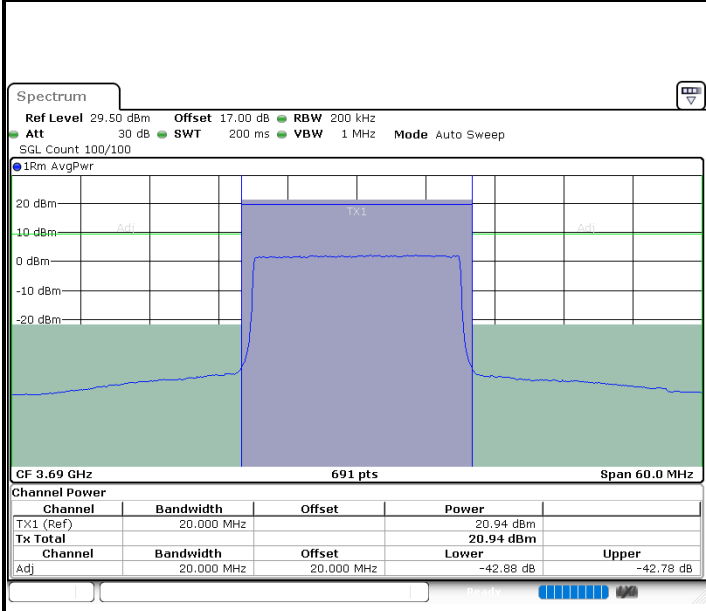 Spectrum
Ref Level 29.50 dBm Offset 17.00 dB RBW 200 kHz
Att 30 dB SWT 200 ms VBW 1 MHz Mode Auto Sweep
SGL Count 100/100
1Rm AvgPwr
20 dBm
TX1
10 dBm Adj Adj
0 dBm
-10 dBm
-20 dBm
CF 3.69 GHz 691 pts Span 60.0 MHz
Channel Power
Channel Bandwidth Offset Power
TX1 (Ref) 20.000 MHz 20.94 dBm
Tx Total 20.94 dBm
Channel Bandwidth Offset Lower Upper
Adj 20.000 MHz 20.000 MHz -42.88 dB -42.78 dB
Ready